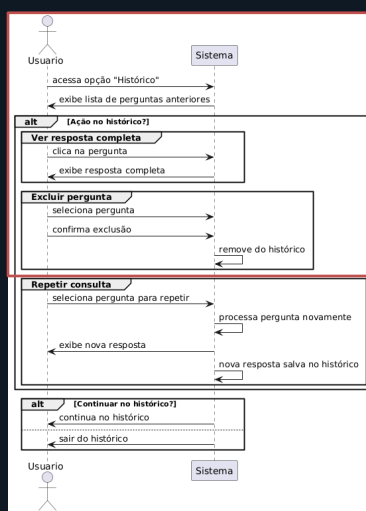 Usuario
Sistema
acessa opção "Histórico"
exibe lista de perguntas anteriores
alt [Ação no histórico?]
Ver resposta completa
clica na pergunta
exibe resposta completa
Excluir pergunta
seleciona pergunta
confirma exclusão
remove do histórico
Repetir consulta
seleciona pergunta para repetir
processa pergunta novamente
exibe nova resposta
nova resposta salva no histórico
alt [Continuar no histórico?]
continua no histórico
sair do histórico
Usuario
Sistema